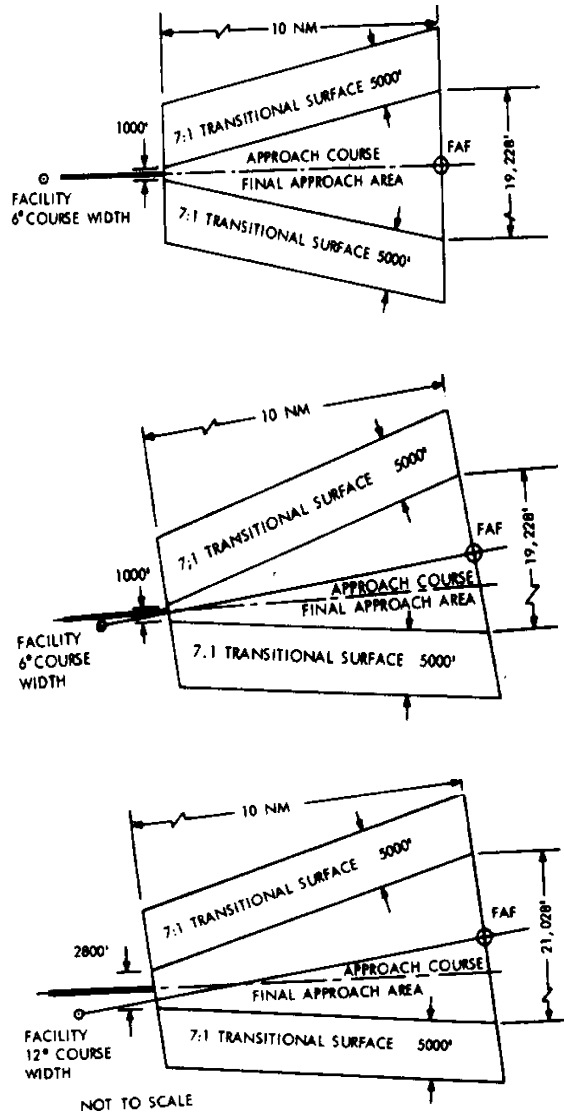 10 NM
7:1 TRANSITIONAL SURFACE 5000'
1000'
APPROACH COURSE
FAF
FINAL APPROACH AREA
19,228'
FACILITY
6° COURSE WIDTH
7:1 TRANSITIONAL SURFACE 5000'
10 NM
7;1 TRANSITIONAL SURFACE 5000'
FAF
19,228'
1000'
APPROACH COURSE
FINAL APPROACH AREA
FACILITY
6° COURSE
WIDTH
7.1 TRANSITIONAL SURFACE 5000'
10 NM
7:1 TRANSITIONAL SURFACE 5000'
FAF
21,028'
2800'
APPROACH COURSE
FINAL APPROACH AREA
FACILITY
12° COURSE
WIDTH
7:1 TRANSITIONAL SURFACE 5000'
NOT TO SCALE